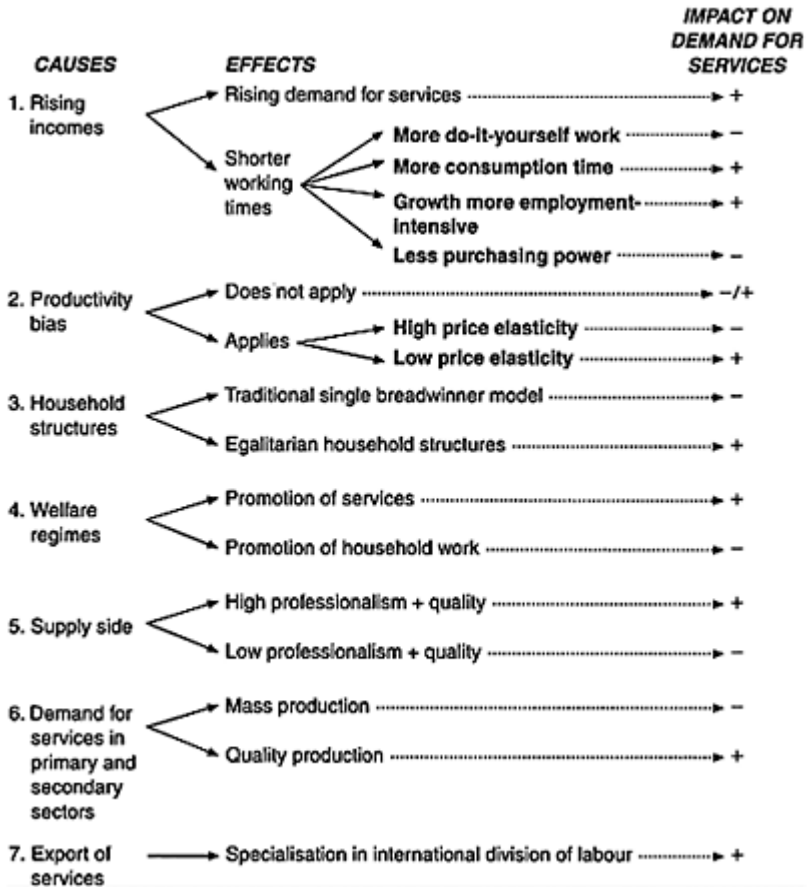 IMPACT ON
DEMAND FOR
SERVICES
CAUSES
EFFECTS
1. Rising
incomes
Rising demand for services
+
Shorter
working
times
More do-it-yourself work
–
More consumption time
+
Growth more employment-
intensive
+
Less purchasing power
–
2. Productivity
bias
Does not apply
–/+
Applies
High price elasticity
–
Low price elasticity
+
3. Household
structures
Traditional single breadwinner model
–
Egalitarian household structures
+
4. Welfare
regimes
Promotion of services
+
Promotion of household work
–
5. Supply side
High professionalism + quality
+
Low professionalism + quality
–
6. Demand for
services in
primary and
secondary
sectors
Mass production
–
Quality production
+
7. Export of
services
Specialisation in international division of labour
+